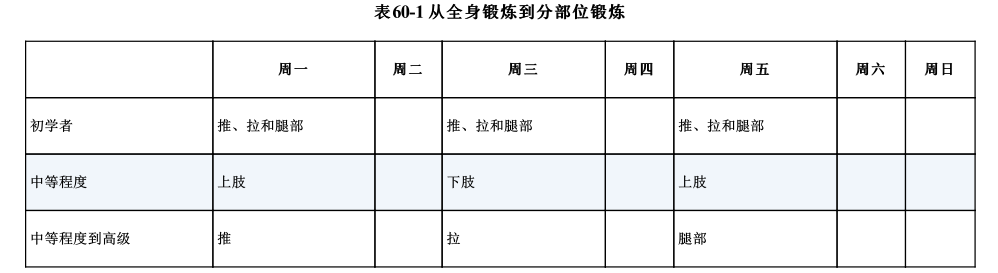 表60-1 从全身锻炼到分部位锻炼
周一 周二 周三 周四 周五 周六 周日
初学者 推、拉和腿部 推、拉和腿部 推、拉和腿部
中等程度 上肢 下肢 上肢
中等程度到高级 推 拉 腿部